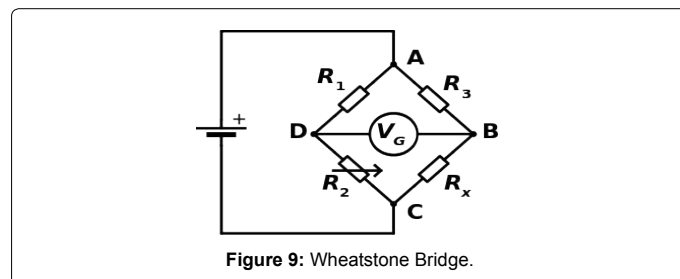 A
R1
R3
+
D
VG
B
R2
Rx
C
Figure 9: Wheatstone Bridge.